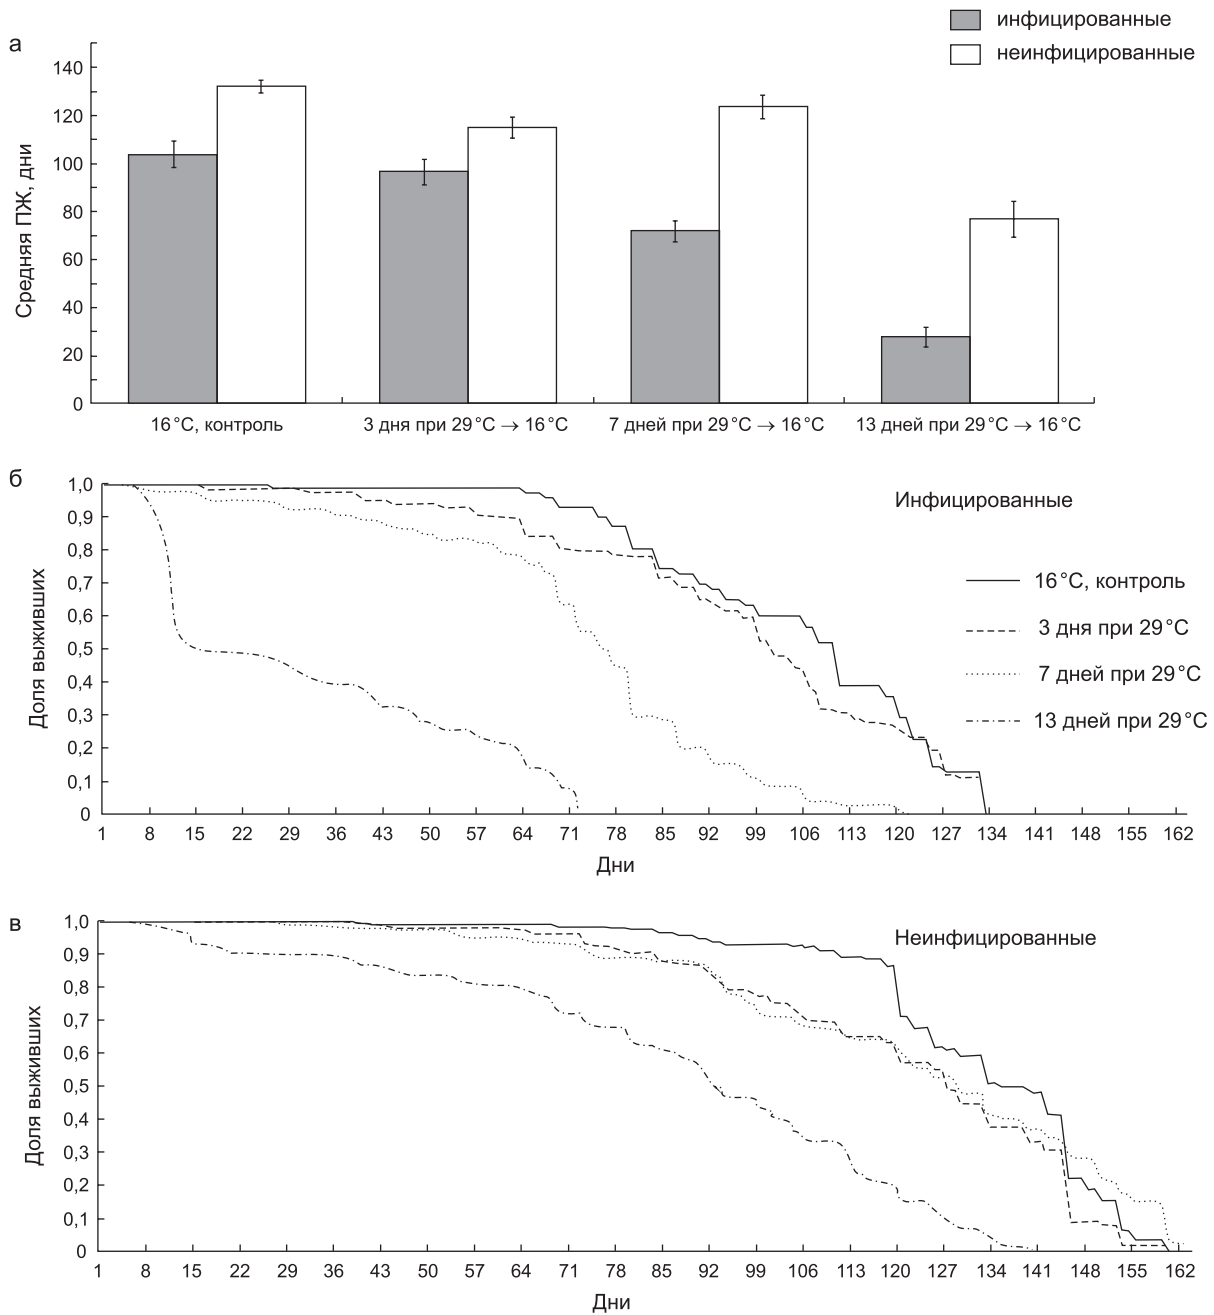 инфицированные
неинфицированные
а
Средняя ПЖ, дни
140
120
100
80
60
40
20
0
16 °C, контроль
3 дня при 29 °C → 16 °C
7 дней при 29 °C → 16 °C
13 дней при 29 °C → 16 °C
б
Инфицированные
Доля выживших
1,0
0,9
0,8
0,7
0,6
0,5
0,4
0,3
0,2
0,1
0
16 °C, контроль
3 дня при 29 °C
7 дней при 29 °C
13 дней при 29 °C
1 8 15 22 29 36 43 50 57 64 71 78 85 92 99 106 113 120 127 134 141 148 155 162
Дни
в
Неинфицированные
Доля выживших
1,0
0,9
0,8
0,7
0,6
0,5
0,4
0,3
0,2
0,1
0
1 8 15 22 29 36 43 50 57 64 71 78 85 92 99 106 113 120 127 134 141 148 155 162
Дни